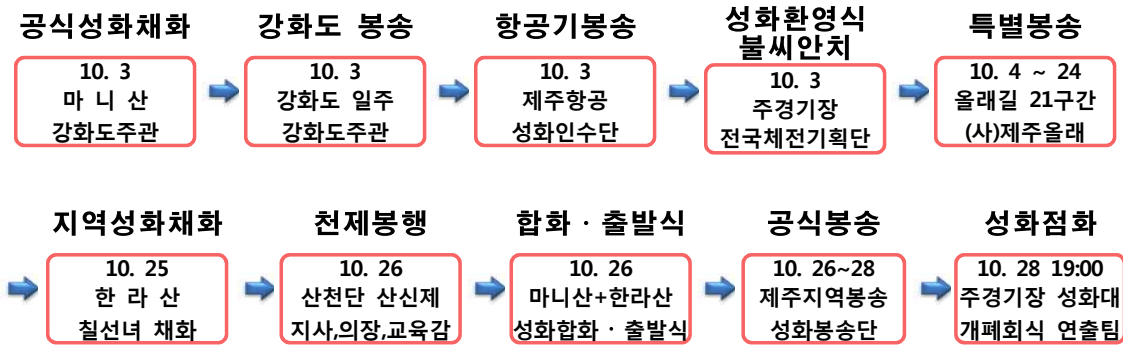 공식성화채화
10. 3
마 니 산
강화도주관
강화도 봉송
10. 3
강화도 일주
강화도주관
항공기봉송
10. 3
제주항공
성화인수단
성화환영식
불씨안치
10. 3
주경기장
전국체전기획단
특별봉송
10. 4 ~ 24
올래길 21구간
(사)제주올래
지역성화채화
10. 25
한 라 산
칠선녀 채화
천제봉행
10. 26
산천단 산신제
지사,의장,교육감
합화 · 출발식
10. 26
마니산+한라산
성화합화 · 출발식
공식봉송
10. 26~28
제주지역봉송
성화봉송단
성화점화
10. 28 19:00
주경기장 성화대
개폐회식 연출팀